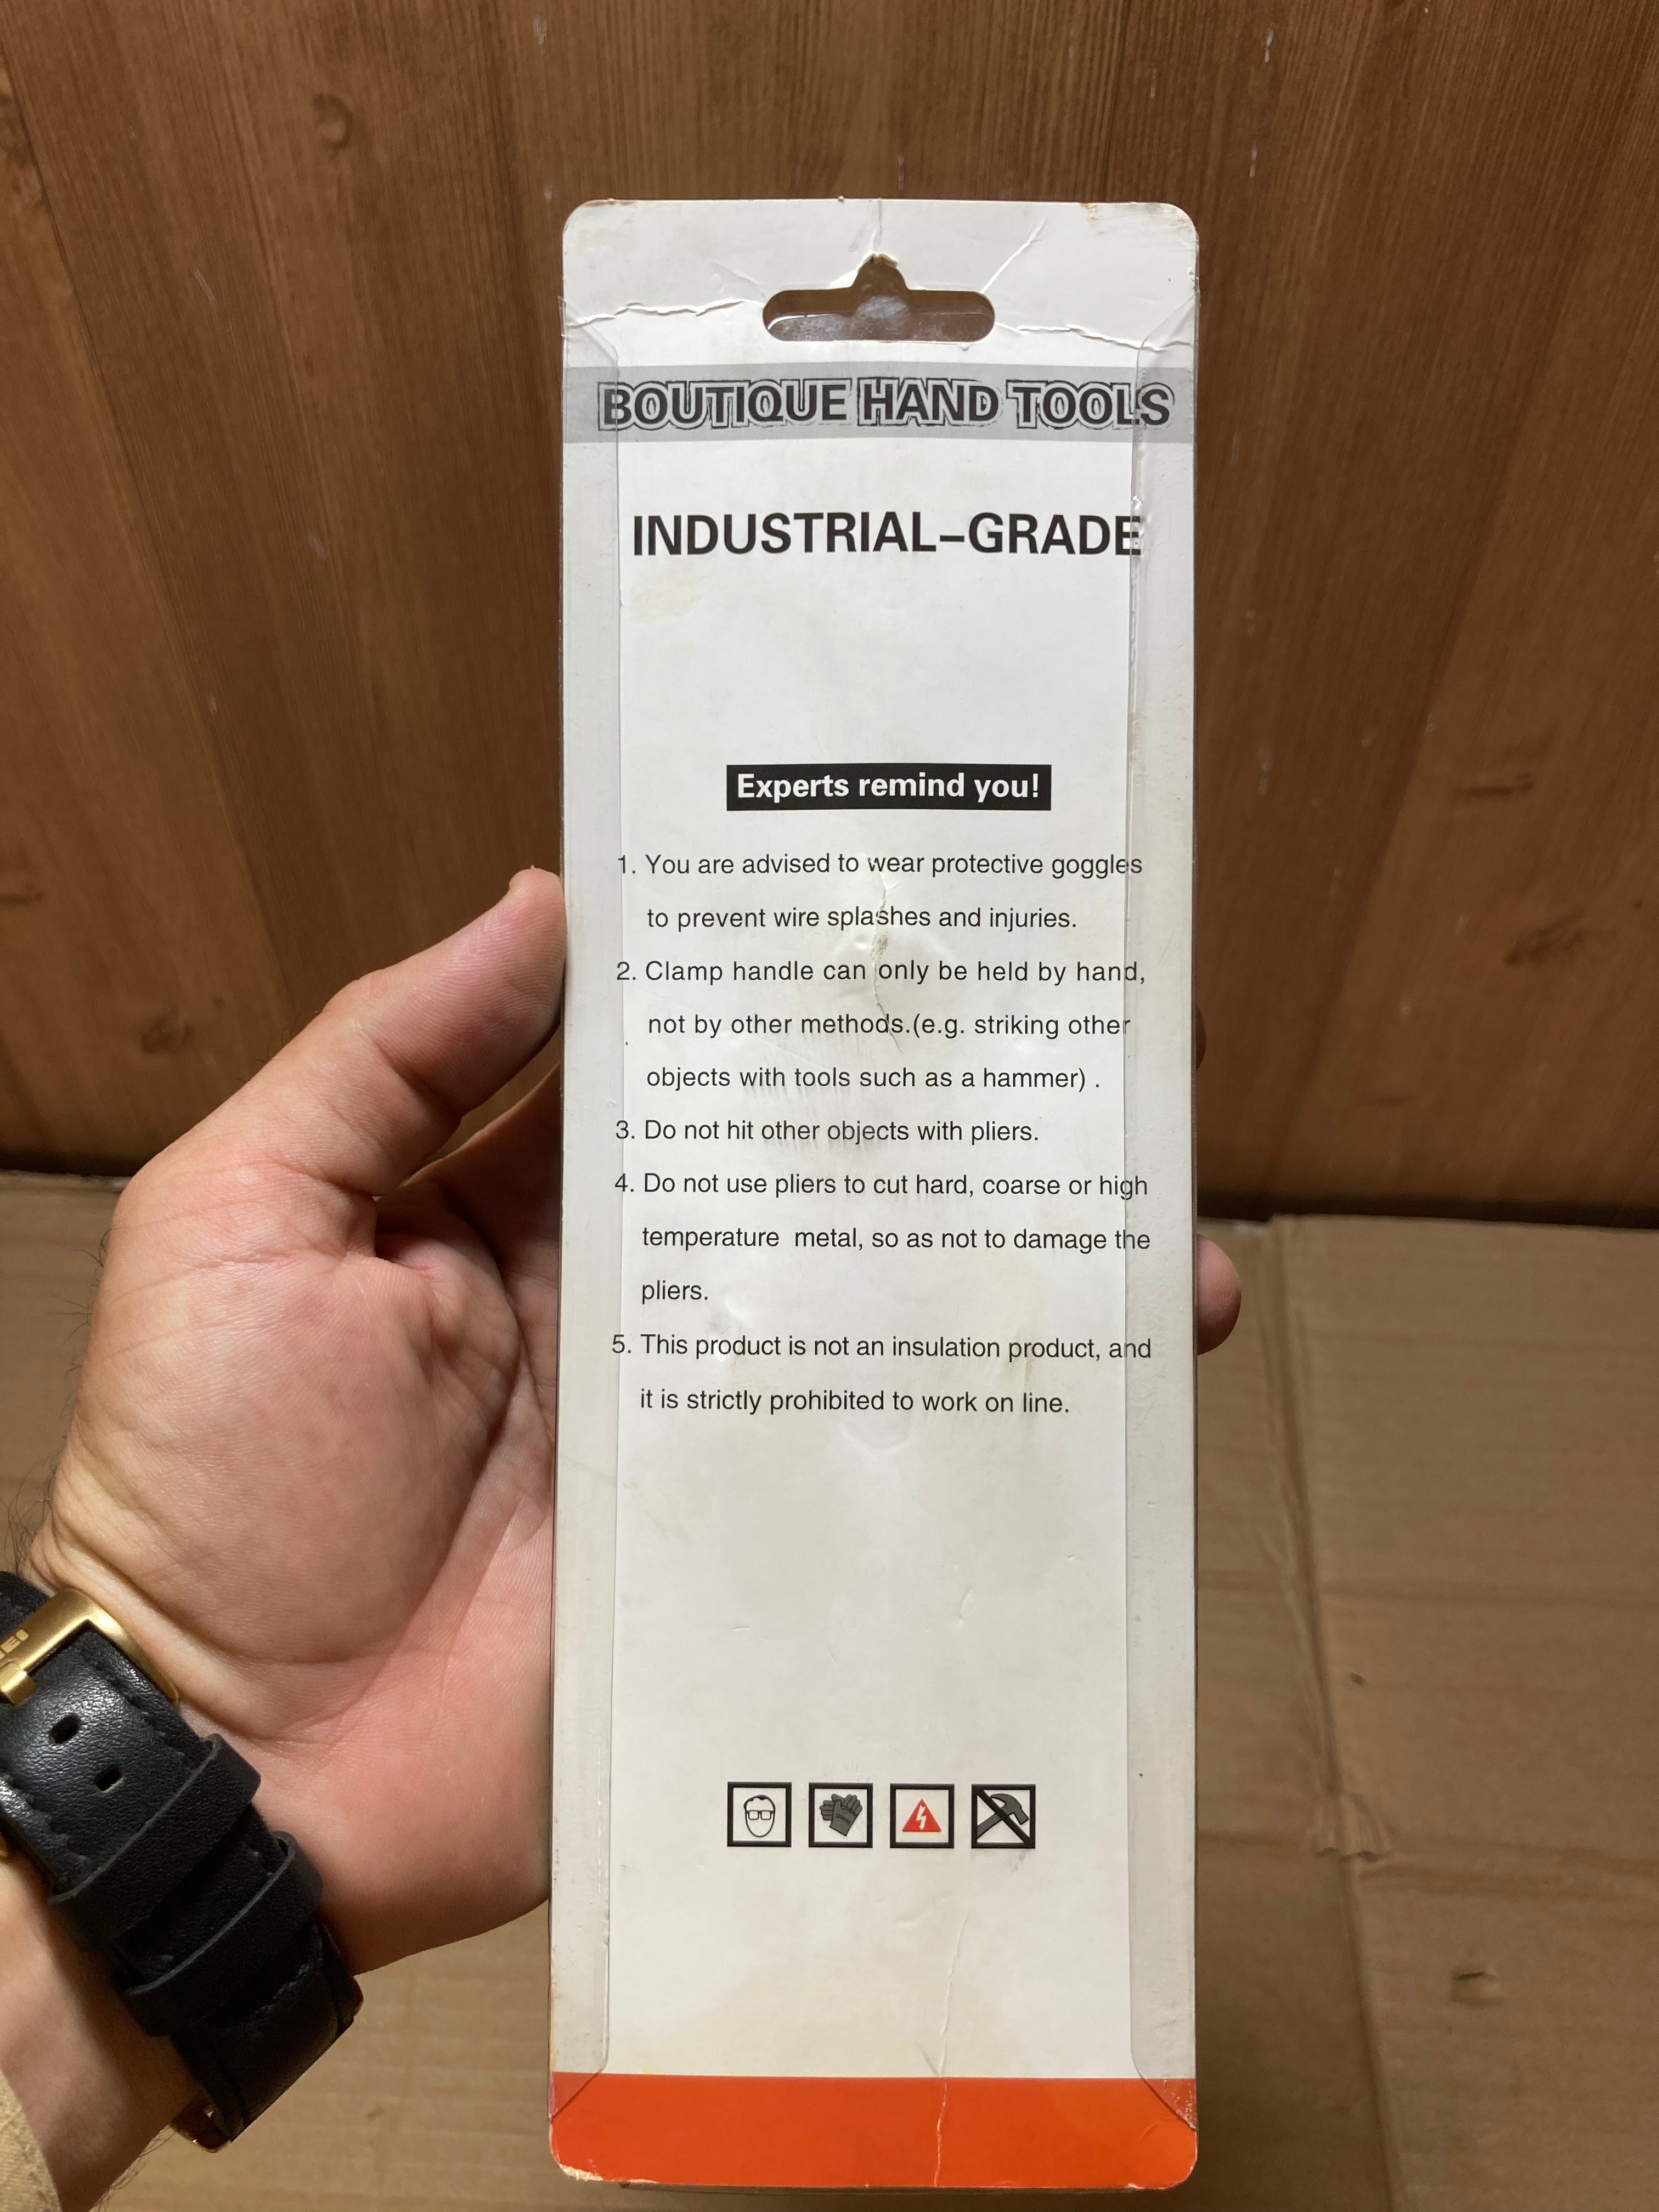 BOUTIQUE HAND TOOLS
INDUSTRIAL–GRADE
Experts remind you!
1. You are advised to wear protective goggles
to prevent wire splashes and injuries.
2. Clamp handle can only be held by hand,
not by other methods.(e.g. striking other
objects with tools such as a hammer) .
3. Do not hit other objects with pliers.
4. Do not use pliers to cut hard, coarse or high
temperature metal, so as not to damage the
pliers.
5. This product is not an insulation product, and
it is strictly prohibited to work on line.